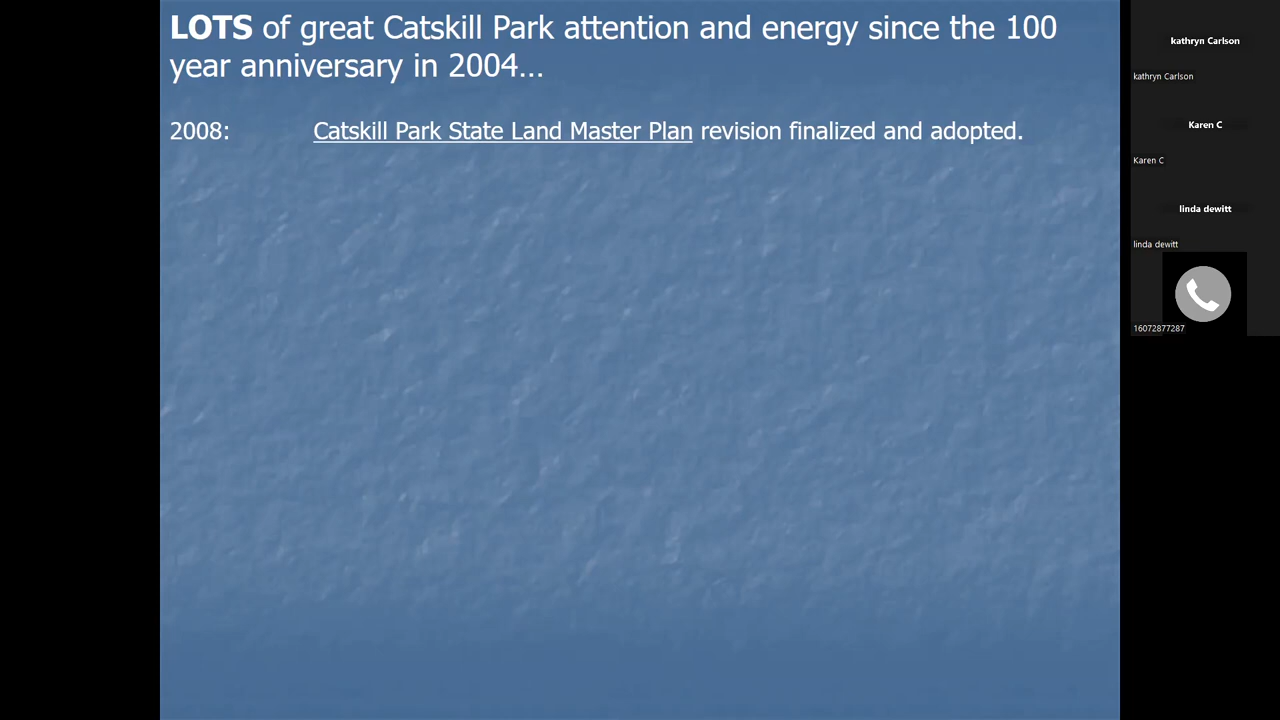 LOTS of great Catskill Park attention and energy since the 100
year anniversary in 2004…
2008: Catskill Park State Land Master Plan revision finalized and adopted.
kathryn Carlson
kathryn Carlson
Karen C
Karen C
linda dewitt
linda dewitt
16072877287